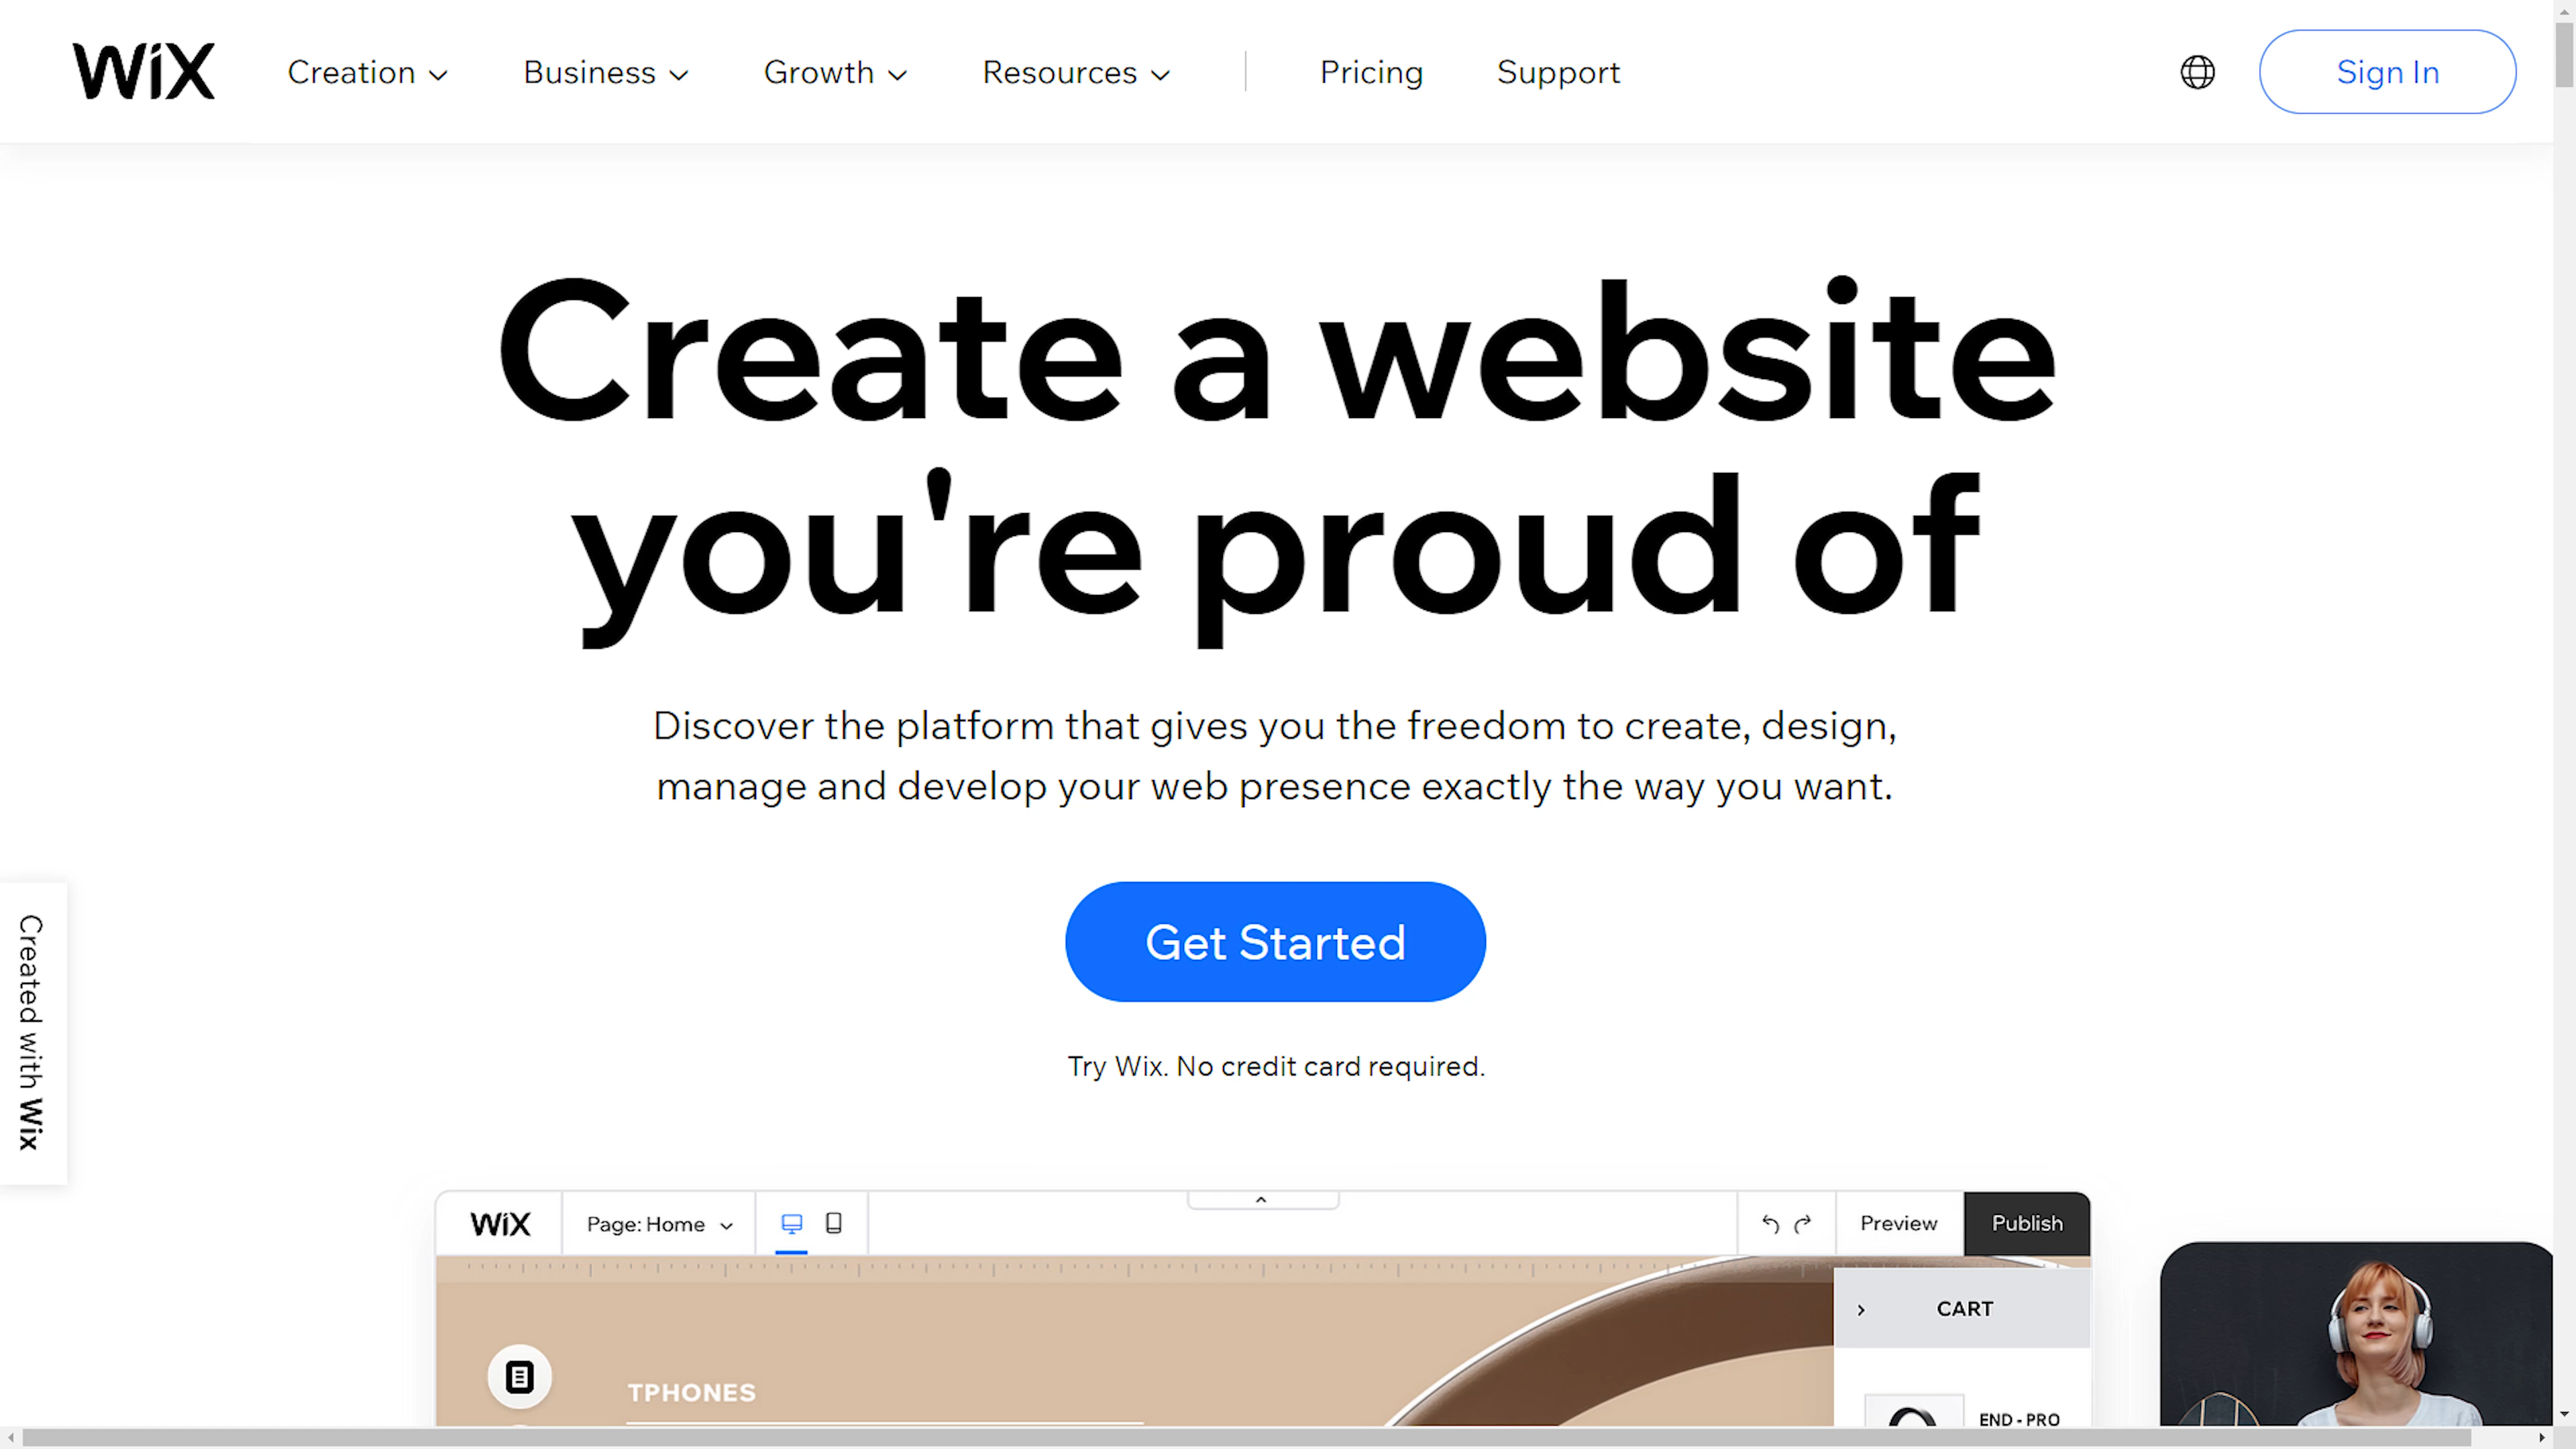 WiX
Creation
Business
Growth
Resources
Pricing
Support
Sign In
Create a website
you're proud of
Discover the platform that gives you the freedom to create, design,
manage and develop your web presence exactly the way you want.
Get Started
Try Wix. No credit card required.
Created with Wix
WiX
Page: Home
Preview
Publish
CART
TPHONES
END - PRO